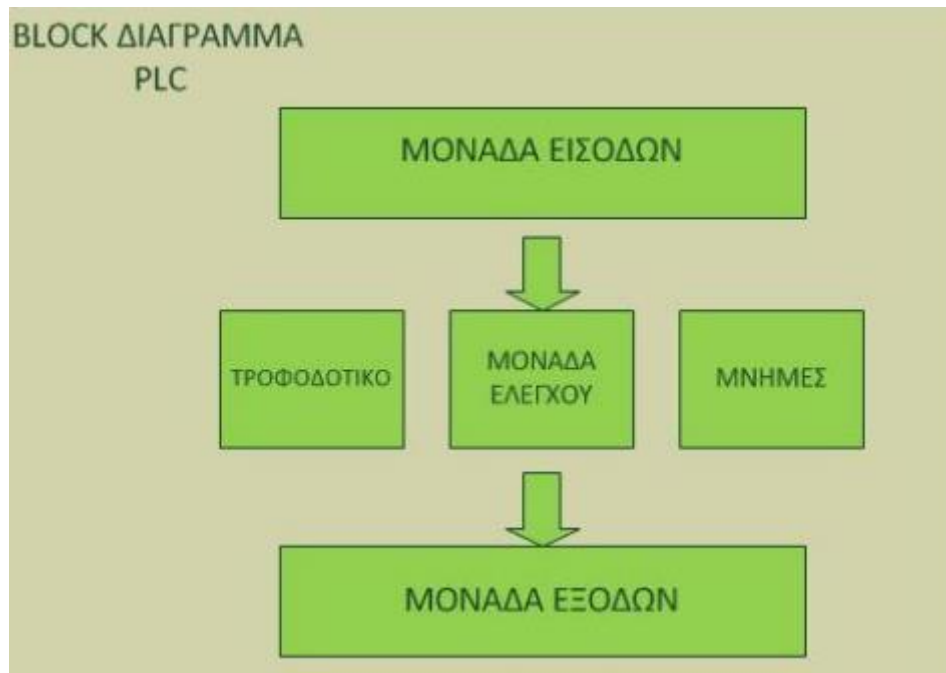 BLOCK ΔΙΑΓΡΑΜΜΑ
PLC
ΜΟΝΑΔΑ ΕΙΣΟΔΩΝ
ΤΡΟΦΟΔΟΤΙΚΟ
ΜΟΝΑΔΑ
ΕΛΕΓΧΟΥ
ΜΝΗΜΕΣ
ΜΟΝΑΔΑ ΕΞΟΔΩΝ